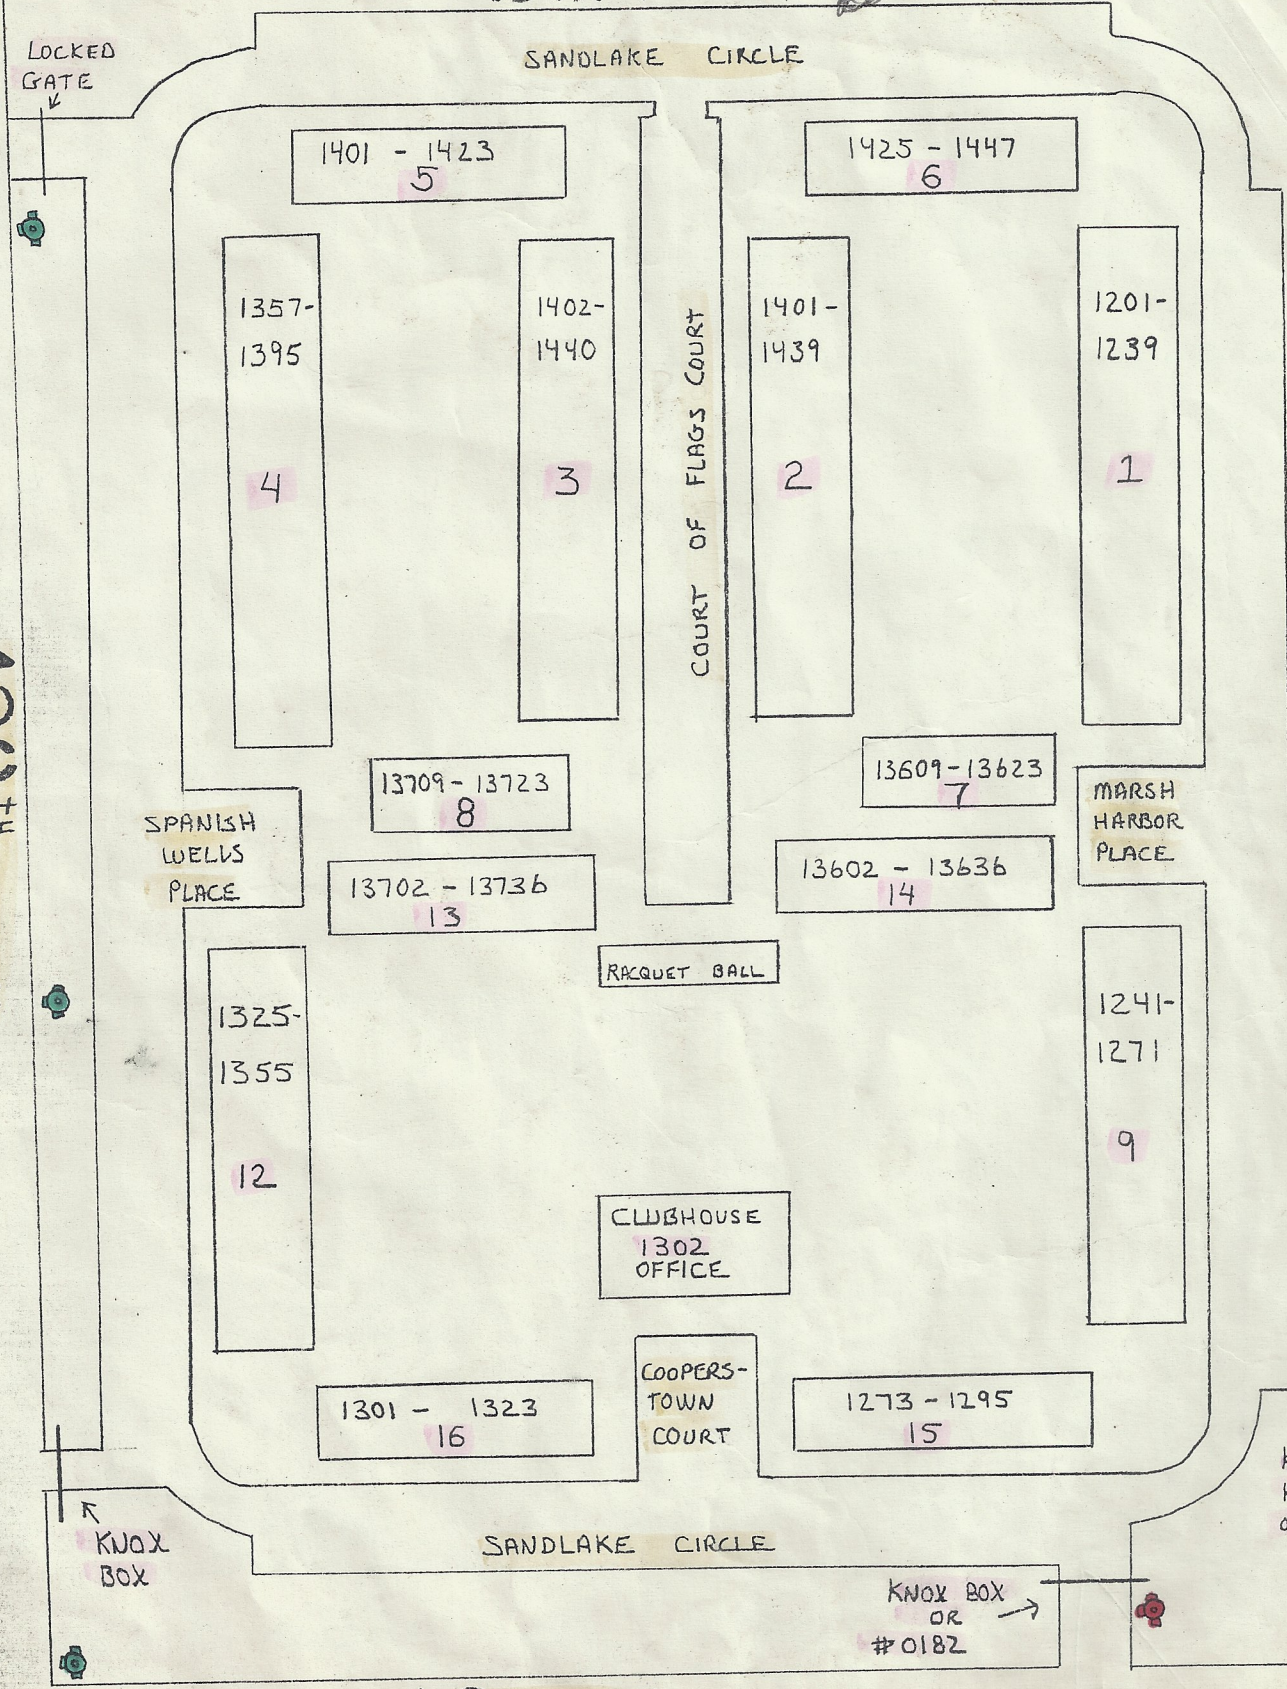 LOCKED
GATE
SANDLAKE CIRCLE
1401 - 1423
5
1425 - 1447
6
1357-
1395
4
1402-
1440
3
COURT OF FLAGS COURT
1401-
1439
2
1201-
1239
1
13709 - 13723
8
13609-13623
7
SPANISH
WELLS
PLACE
13702 - 13736
13
13602 - 13636
14
MARSH
HARBOR
PLACE
RACQUET BALL
1325-
1355
12
1241-
1271
9
CLUBHOUSE
1302
OFFICE
1301 - 1323
16
COOPERS-
TOWN
COURT
1273-1295
15
KNOX
BOX
SANDLAKE CIRCLE
KNOX BOX
OR
#0182